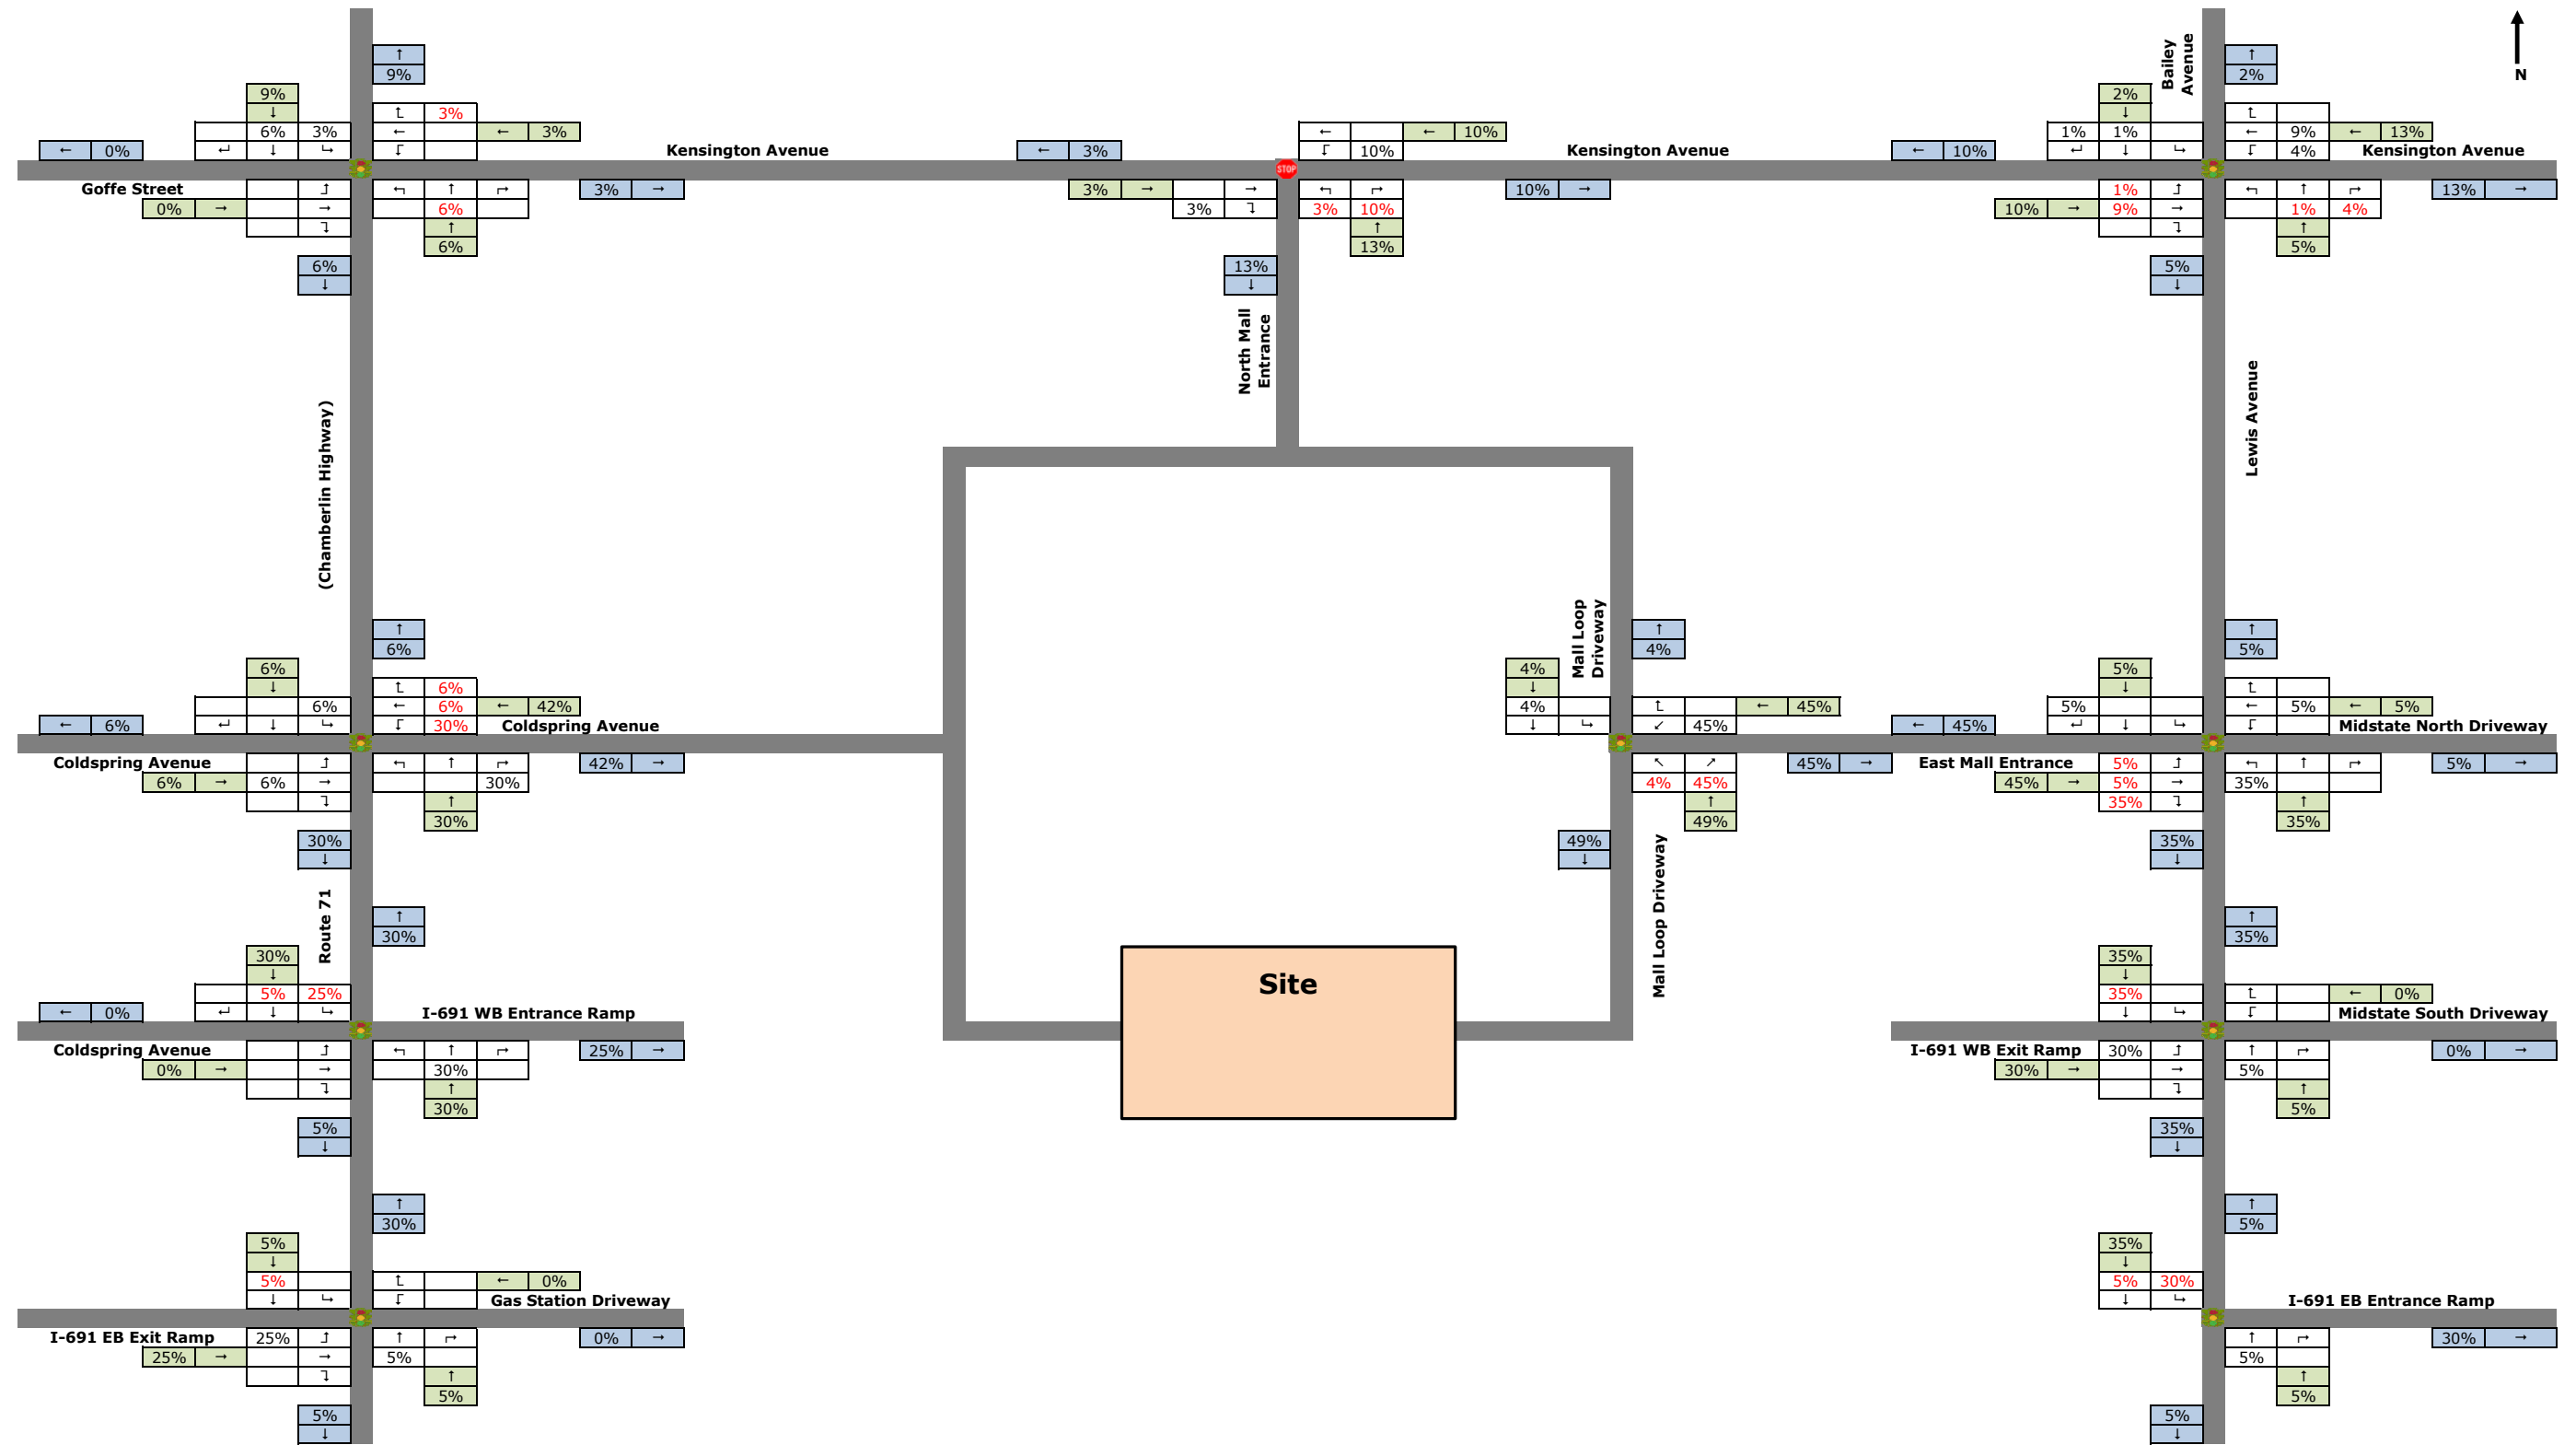 ↑
9%
9%
↓
↑ 3%
6% 3% ← ← 3%
← 0% ↵ ↓ ↳
Kensington Avenue
Goffe Street
↰ ↑ ↱
0% → → 6%
↑
6%
3% →
6%
↓
← 3%
← ← 10%
10%
Kensington Avenue
STOP
3% → → ↰ ↱
3% 3% 10%
↑
13%
10% →
13%
↓
North Mall
Entrance
Bailey
Avenue
↑
2%
N
2%
↓
1% 1% ← 9% ← 13%
← 10% ↵ ↓ ↳ 4%
Kensington Avenue
1% ↰ ↑ ↱
10% → 9% → 1% 4%
↑
5%
13% →
5%
↓
(Chamberlin Highway)
Lewis Avenue
↑
6%
6%
↓
6%
6% ← 6% ← 42%
← 6% ↵ ↓ ↳ 30%
Coldspring Avenue
Coldspring Avenue
↰ ↑ ↱
6% → 6% → 30%
↑
30%
42% →
30%
↓
Mall Loop
Driveway
↑
4%
4%
↓
4% ← 45%
↓ ↳ ↙ 45%
↖ ↗
4% 45%
↑
49%
45% →
49%
↓
Mall Loop Driveway
↑
5%
5%
↓
5% ← 5% ← 5%
← 45% ↵ ↓ ↳
Midstate North Driveway
East Mall Entrance
5% ↰ ↑ ↱
45% → 5% → 35%
35% ↑
35%
5% →
35%
↓
Route 71
↑
30%
30%
↓
5% 25%
← 0% ↵ ↓ ↳
I-691 WB Entrance Ramp
Coldspring Avenue
↰ ↑ ↱
0% → → 30%
↑
30%
25% →
5%
↓
Site
↑
35%
35%
↓
35% ← 0%
↓ ↳
Midstate South Driveway
I-691 WB Exit Ramp
30% ↑ ↱
30% → → 5%
↑
5%
0% →
35%
↓
↑
30%
5%
↓
5% ← 0%
↓ ↳
Gas Station Driveway
I-691 EB Exit Ramp
25% ↑ ↱
25% → → 5%
↑
5%
0% →
5%
↓
↑
5%
35%
↓
5% 30%
↓ ↳
I-691 EB Entrance Ramp
↑ ↱
5%
↑
5%
30% →
5%
↓